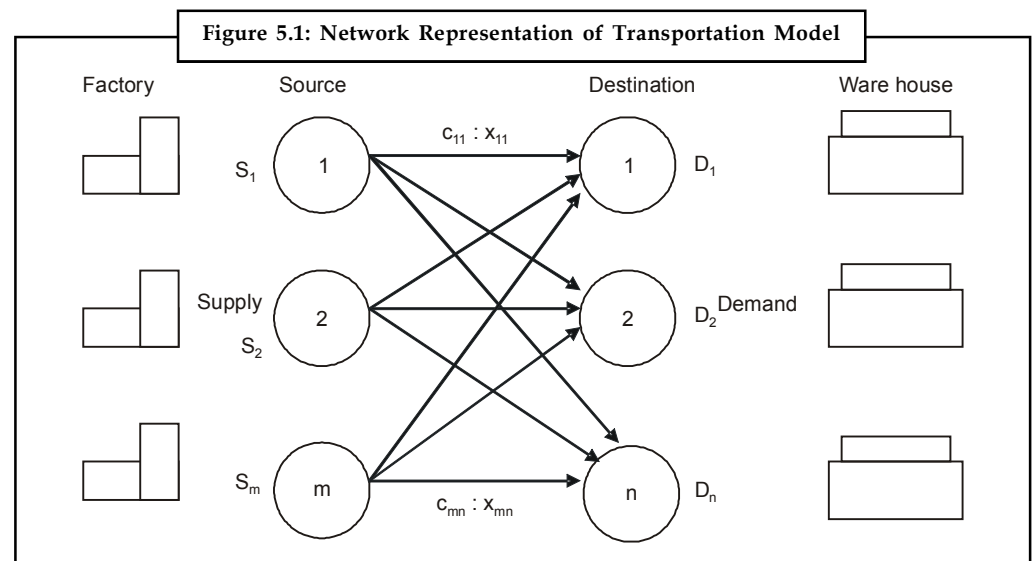 Figure 5.1: Network Representation of Transportation Model
Factory Source Destination Ware house
c₁₁ : x₁₁
S₁ 1 1 D₁
Supply 2 2 D₂ Demand
S₂
Sₘ m n Dₙ
cₘₙ : xₘₙ